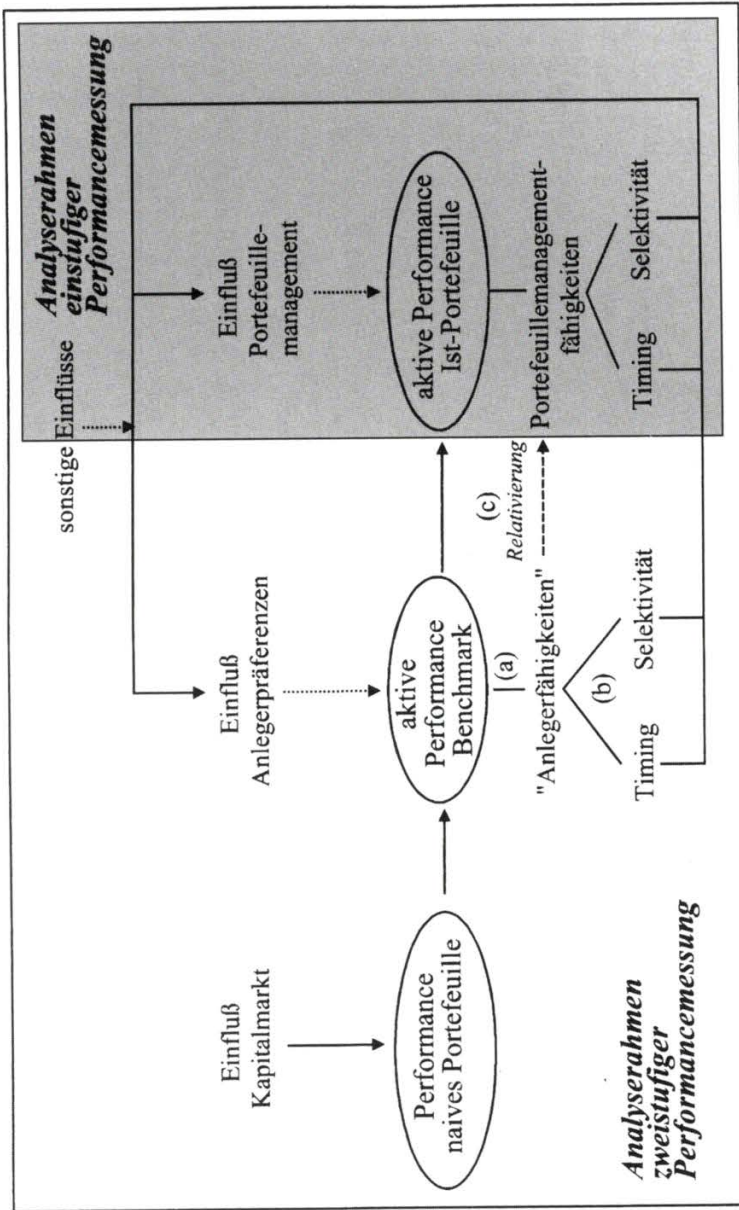 Analyserahmen
einstufiger
Performancemessung
sonstige Einflüsse
Einfluß
Kapitalmarkt
Einfluß
Anlegerpräferenzen
Einfluß
Portefeuille-
management
Performance
naives Portefeuille
aktive
Performance
Benchmark
aktive Performance
Ist-Portefeuille
(a)
(c)
Relativierung
"Anlegerfähigkeiten"
Portefeuillemanagement-
fähigkeiten
(b)
Timing
Selektivität
Timing
Selektivität
Analyserahmen
zweistufiger
Performancemessung